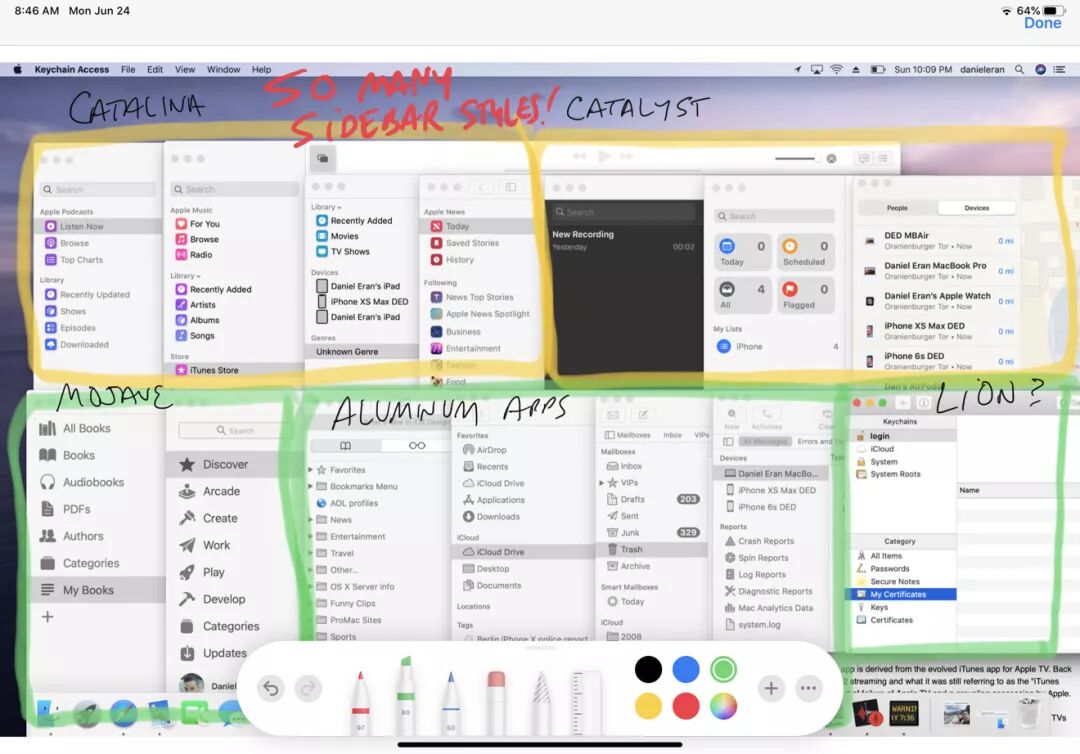 8:46 AM Mon Jun 24
64%
Done
Keychain Access File Edit View Window Help
Sun 10:09 PM danieleran
CATALINA
SO MANY
SIDEBAR STYLES!
CATALYST
Search
Apple Podcasts
Listen Now
Browse
Top Charts
Library
Recently Updated
Shows
Episodes
Downloaded
Search
Apple Music
For You
Browse
Radio
Library
Recently Added
Artists
Albums
Songs
Store
iTunes Store
Library
Recently Added
Movies
TV Shows
Devices
Daniel Eran's iPad
iPhone XS Max DED
Daniel Eran's iPad
Genres
Unknown Genre
Apple News
Today
Saved Stories
History
Following
News Top Stories
Apple News Spotlight
Business
Entertainment
Fashion
Food
Search
New Recording
Yesterday 00:02
Search
0
Today
0
Scheduled
4
All
0
Flagged
My Lists
iPhone 4
People Devices
DED MBAir
Oranienburger Tor • Now 0 mi
Daniel Eran MacBook Pro
Oranienburger Tor • Now 0 mi
Daniel Eran's Apple Watch
Oranienburger Tor • Now 0 mi
iPhone XS Max DED
Oranienburger Tor • Now 0 mi
iPhone 6s DED
Oranienburger Tor • Now 0 mi
Dan's AirPods
MOJAVE
ALUMINUM APPS
LION?
All Books
Books
Audiobooks
PDFs
Authors
Categories
My Books
Search
Discover
Arcade
Create
Work
Play
Develop
Categories
Updates
Daniel
Favorites
Bookmarks Menu
AOL profiles
News
Entertainment
Travel
Other...
OS X Server info
Funny Clips
ProMac Sites
Sports
Favorites
AirDrop
Recents
iCloud Drive
Applications
Downloads
iCloud
iCloud Drive
Desktop
Documents
Locations
Tags
Berlin iPhone X police report
Mailboxes Inbox VIPs
Mailboxes
Inbox
VIPs
Drafts 203
Sent
Junk 329
Trash
Archive
Smart Mailboxes
Today
iCloud
2008
Now Activities Clear
All Messages Errors and
Devices
Daniel Eran MacBo...
iPhone XS Max DED
iPhone 6s DED
Reports
Crash Reports
Spin Reports
Log Reports
Diagnostic Reports
Mac Analytics Data
system.log
Keychains
login
iCloud
System
System Roots
Name
Category
All Items
Passwords
Secure Notes
My Certificates
Keys
Certificates
97
80
50
app is derived from the evolved iTunes app for Apple TV. Back
streaming and what it was still referring to as the "iTunes
WARNIN
AY 7:36
TVs